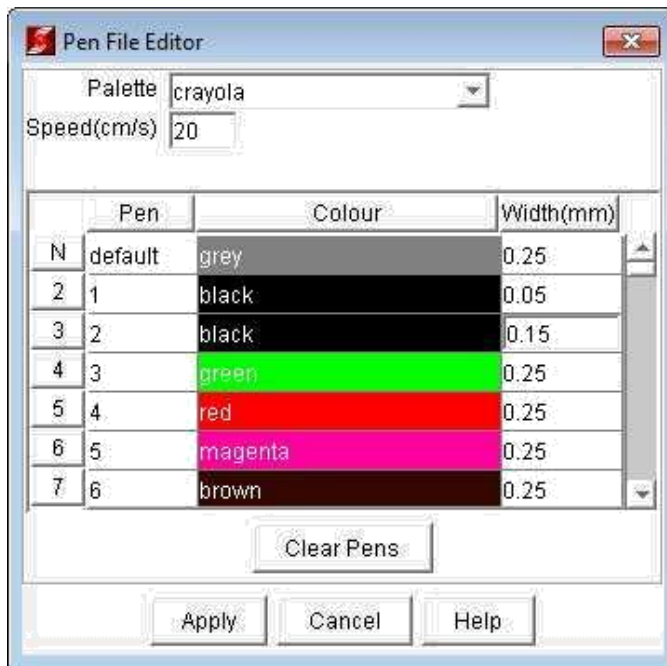 Pen File Editor
Palette crayola
Speed(cm/s) 20
Pen Colour Width(mm)
N default grey 0.25
2 1 black 0.05
3 2 black 0.15
4 3 green 0.25
5 4 red 0.25
6 5 magenta 0.25
7 6 brown 0.25
Clear Pens
Apply Cancel Help